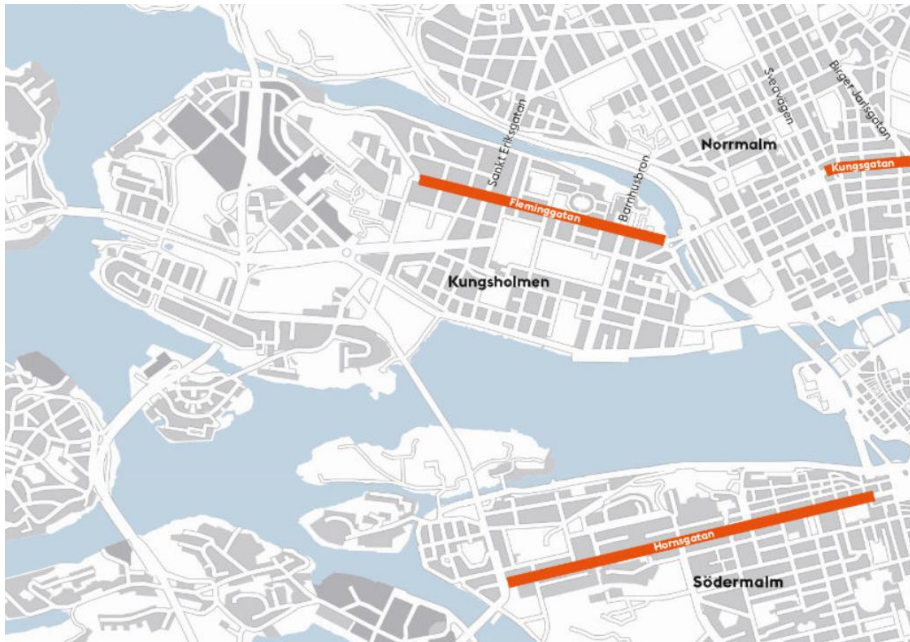 Birger Jarlsgatan
Sveavägen
Norrmalm
Kungsgatan
Sankt Eriksgatan
Barnhusbron
Fleminggatan
Kungsholmen
Hornsgatan
Södermalm